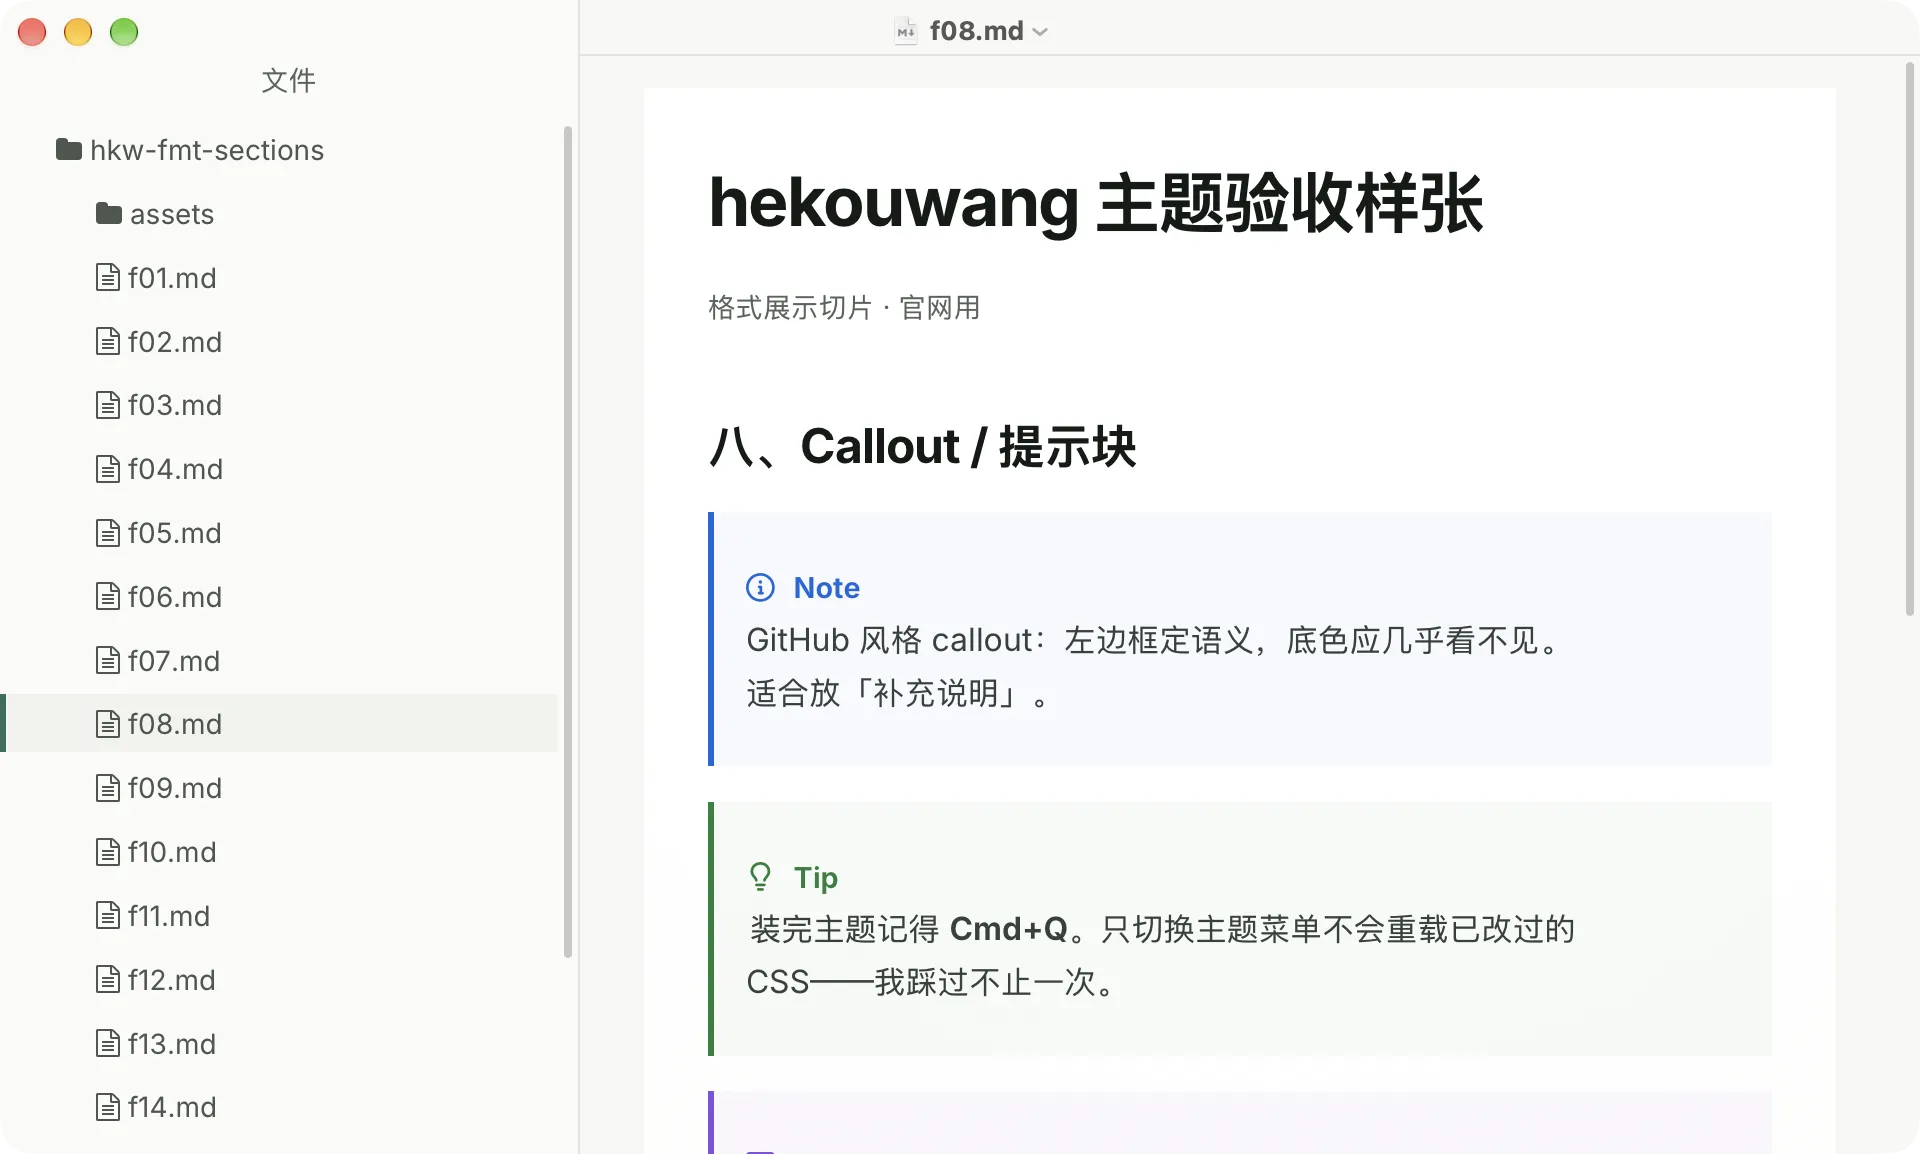 f08.md
文件
hkw-fmt-sections
assets
f01.md
f02.md
f03.md
f04.md
f05.md
f06.md
f07.md
f08.md
f09.md
f10.md
f11.md
f12.md
f13.md
f14.md
hekouwang 主题验收样张
格式展示切片 · 官网用
八、Callout / 提示块
Note
GitHub 风格 callout：左边框定语义，底色应几乎看不见。
适合放「补充说明」。
Tip
装完主题记得 Cmd+Q。只切换主题菜单不会重载已改过的
CSS——我踩过不止一次。